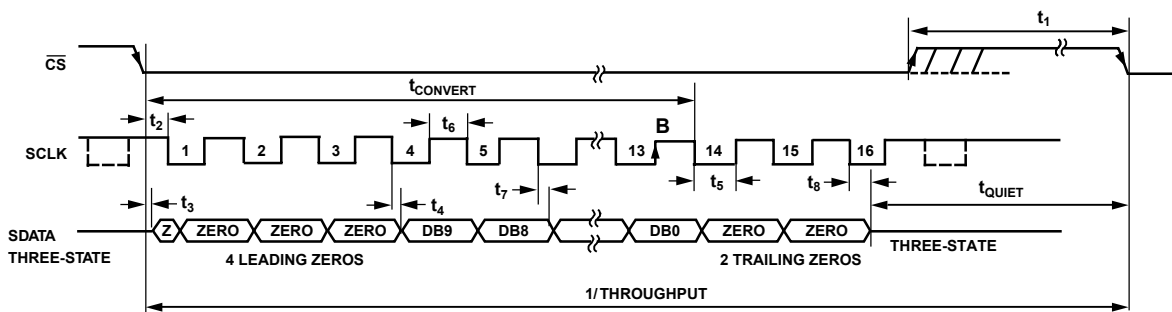 t1
CS
tCONVERT
t2
t6
B
SCLK
1
2
3
4
5
13
14
15
16
t3
t4
t7
t5
t8
tQUIET
SDATA
THREE-STATE
Z
ZERO
ZERO
ZERO
DB9
DB8
DB0
ZERO
ZERO
THREE-STATE
4 LEADING ZEROS
2 TRAILING ZEROS
1/THROUGHPUT